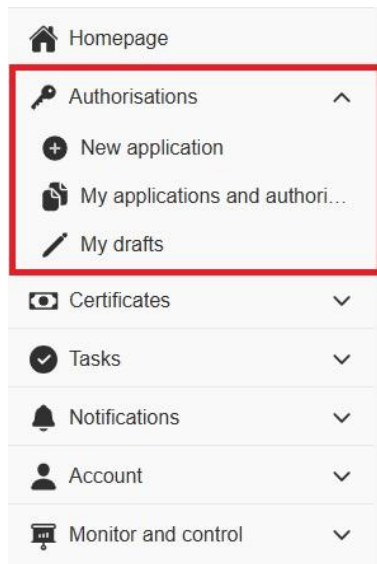 Homepage
Authorisations
New application
My applications and authori...
My drafts
Certificates
Tasks
Notifications
Account
Monitor and control